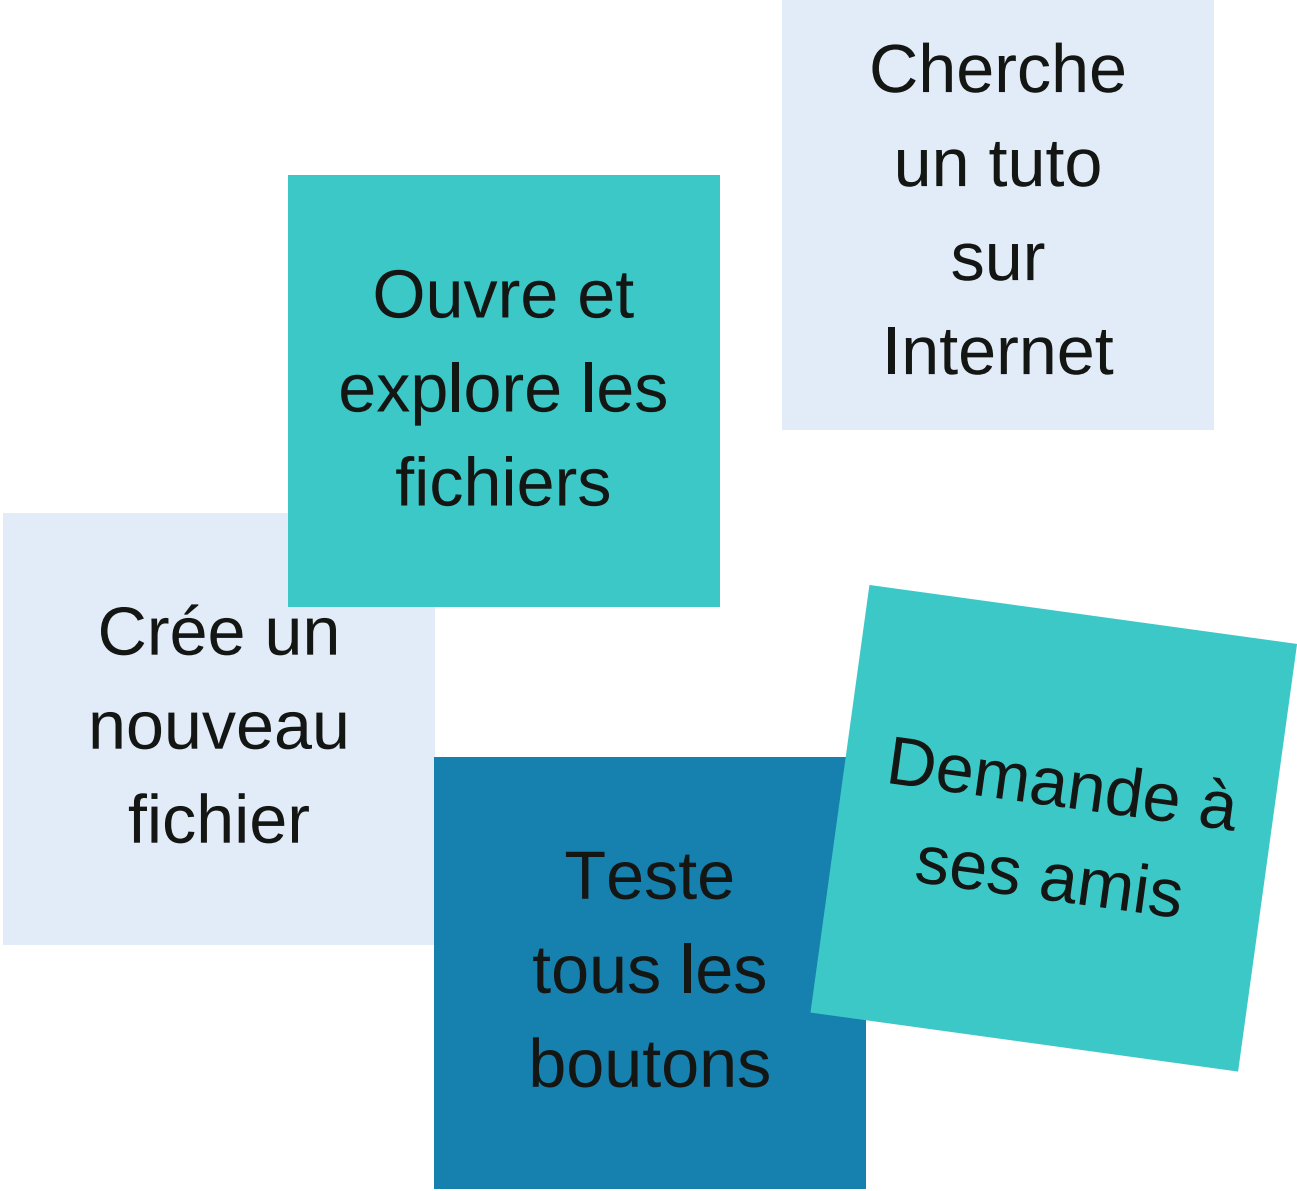 Cherche
un tuto
sur
Internet
Ouvre et
explore les
fichiers
Crée un
nouveau
fichier
Demande à
ses amis
Teste
tous les
boutons